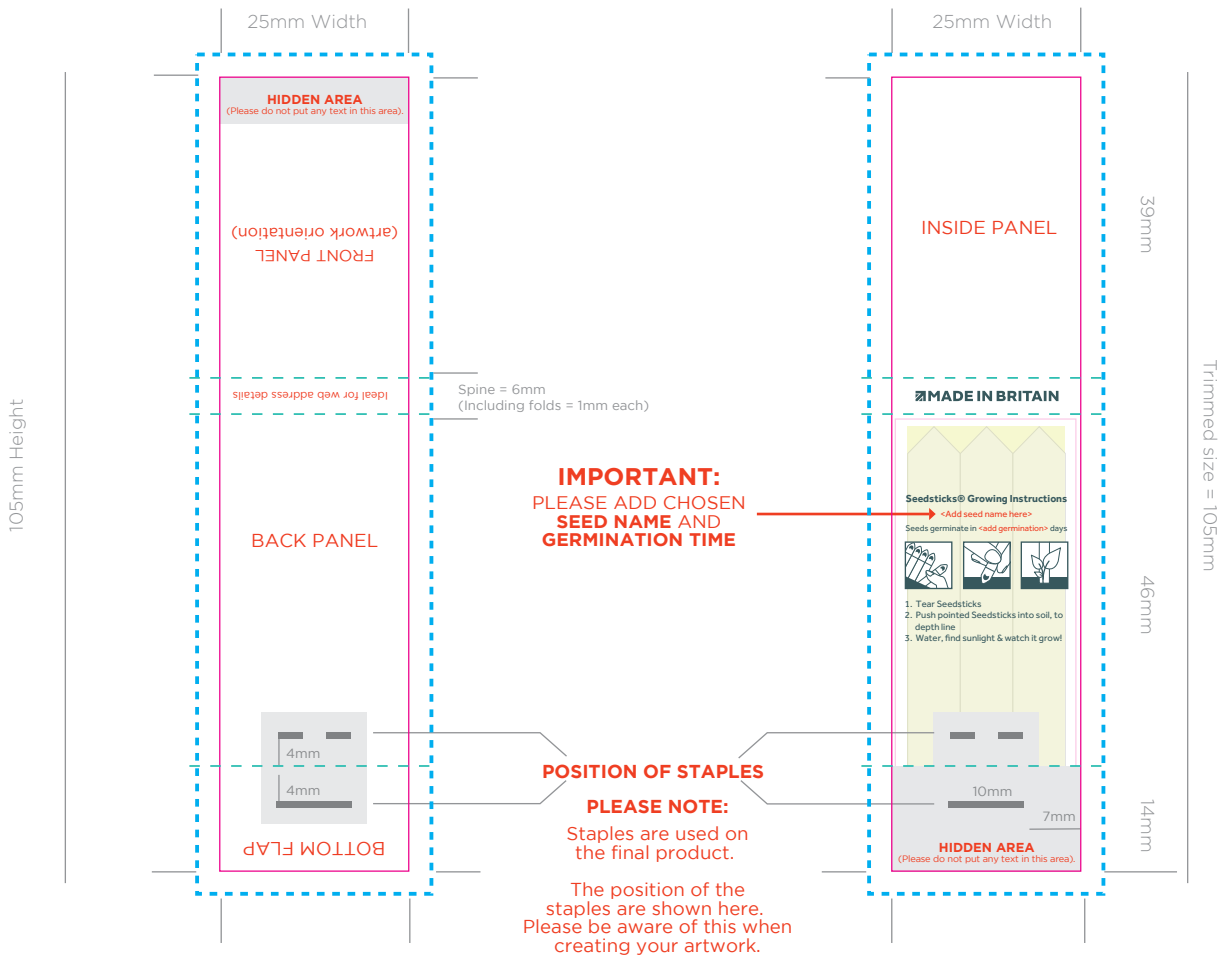 25mm Width
25mm Width
HIDDEN AREA
(Please do not put any text in this area).
FRONT PANEL
(artwork orientation)
INSIDE PANEL
39mm
Ideal for web address details
Spine = 6mm
(Including folds = 1mm each)
MADE IN BRITAIN
105mm Height
Trimmed size = 105mm
BACK PANEL
IMPORTANT:
PLEASE ADD CHOSEN
SEED NAME AND
GERMINATION TIME
Seedsticks® Growing Instructions
<Add seed name here>
Seeds germinate in <add germination> days
1. Tear Seedsticks
2. Push pointed Seedsticks into soil, to
depth line
3. Water, find sunlight & watch it grow!
46mm
4mm
4mm
POSITION OF STAPLES
PLEASE NOTE:
Staples are used on
the final product.
The position of the
staples are shown here.
Please be aware of this when
creating your artwork.
BOTTOM FLAP
10mm
7mm
14mm
HIDDEN AREA
(Please do not put any text in this area).